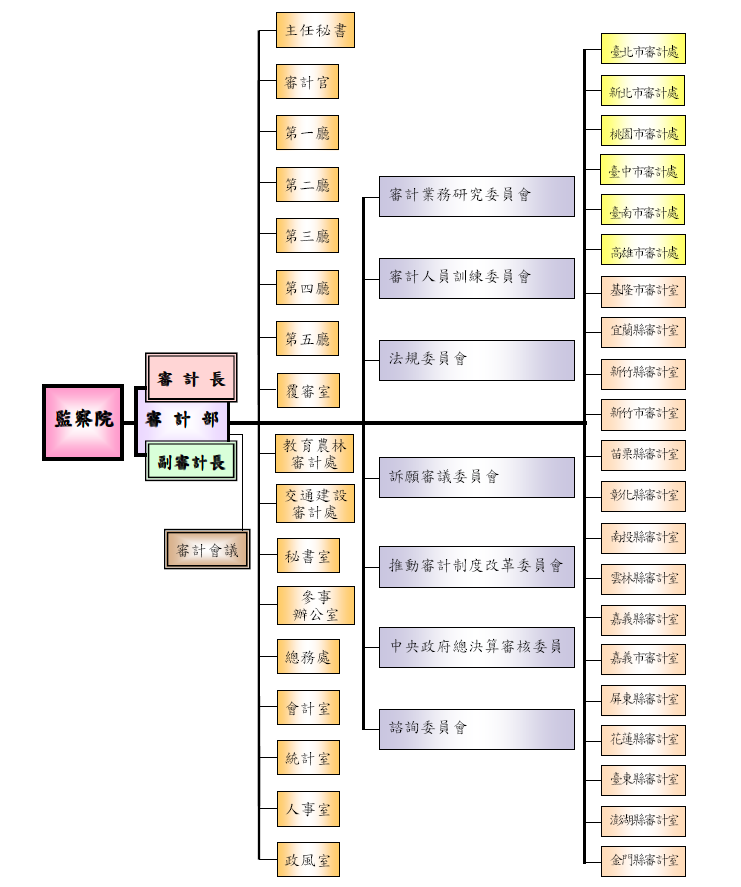 監察院
審計長
審計部
副審計長
審計會議
主任秘書
審計官
第一廳
第二廳
第三廳
第四廳
第五廳
覆審室
教育農林
審計處
交通建設
審計處
秘書室
參事
辦公室
總務處
會計室
統計室
人事室
政風室
審計業務研究委員會
審計人員訓練委員會
法規委員會
訴願審議委員會
推動審計制度改革委員會
中央政府總決算審核委員
諮詢委員會
臺北市審計處
新北市審計處
桃園市審計處
臺中市審計處
臺南市審計處
高雄市審計處
基隆市審計室
宜蘭縣審計室
新竹縣審計室
新竹市審計室
苗栗縣審計室
彰化縣審計室
南投縣審計室
雲林縣審計室
嘉義縣審計室
嘉義市審計室
屏東縣審計室
花蓮縣審計室
臺東縣審計室
澎湖縣審計室
金門縣審計室